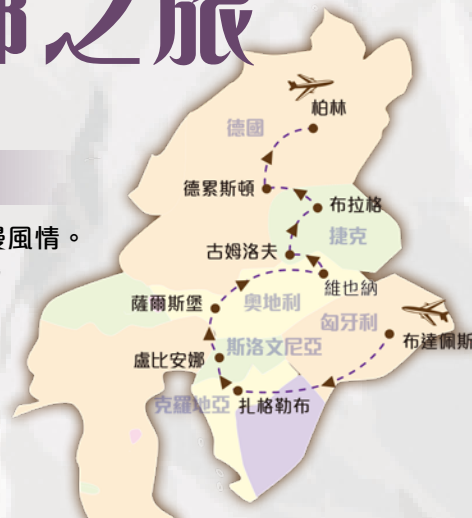 之旅
風情。
柏林
德國
德累斯頓
布拉格
捷克
古姆洛夫
維也納
薩爾斯堡
奧地利
匈牙利
布達佩斯
斯洛文尼亞
盧比安娜
克羅地亞
扎格勒布